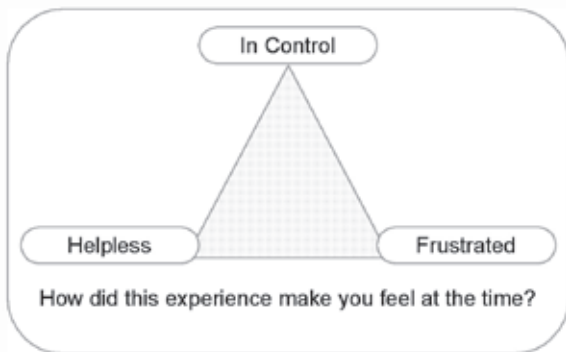 In Control
Helpless
Frustrated
How did this experience make you feel at the time?